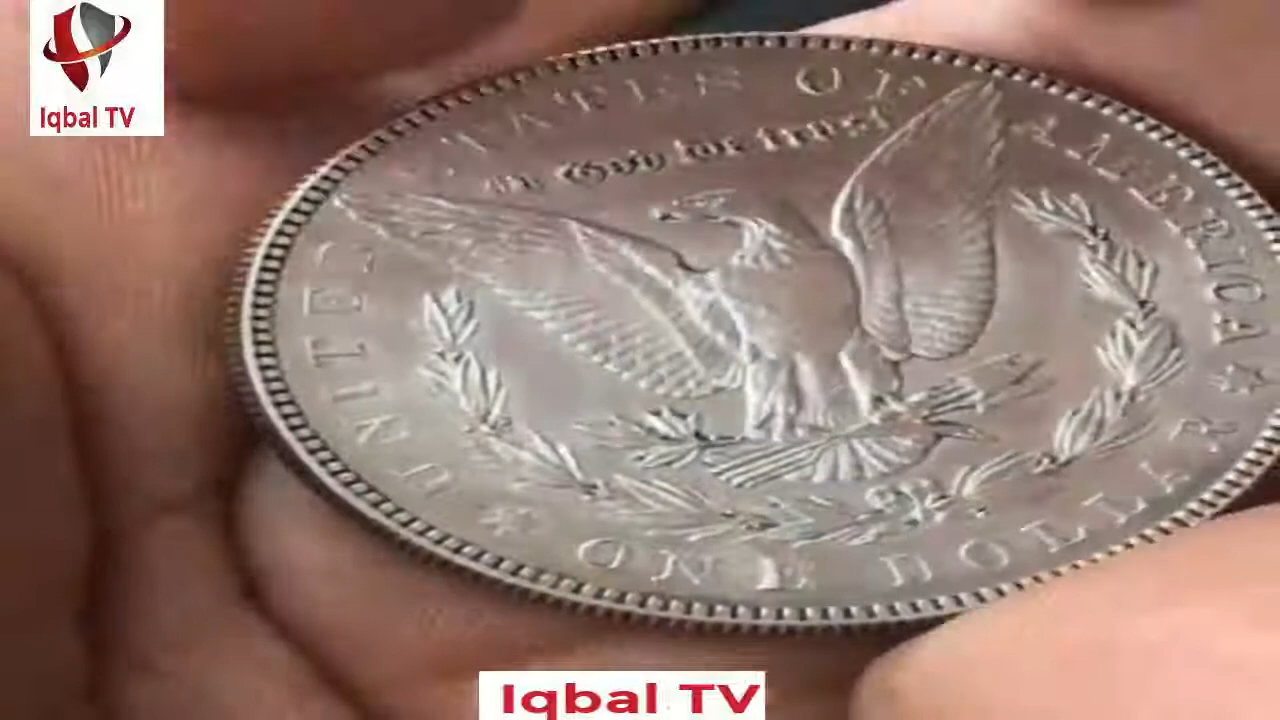 Iqbal TV
UNITED STATES OF AMERICA
In God we trust
ONE DOLLAR
Iqbal TV